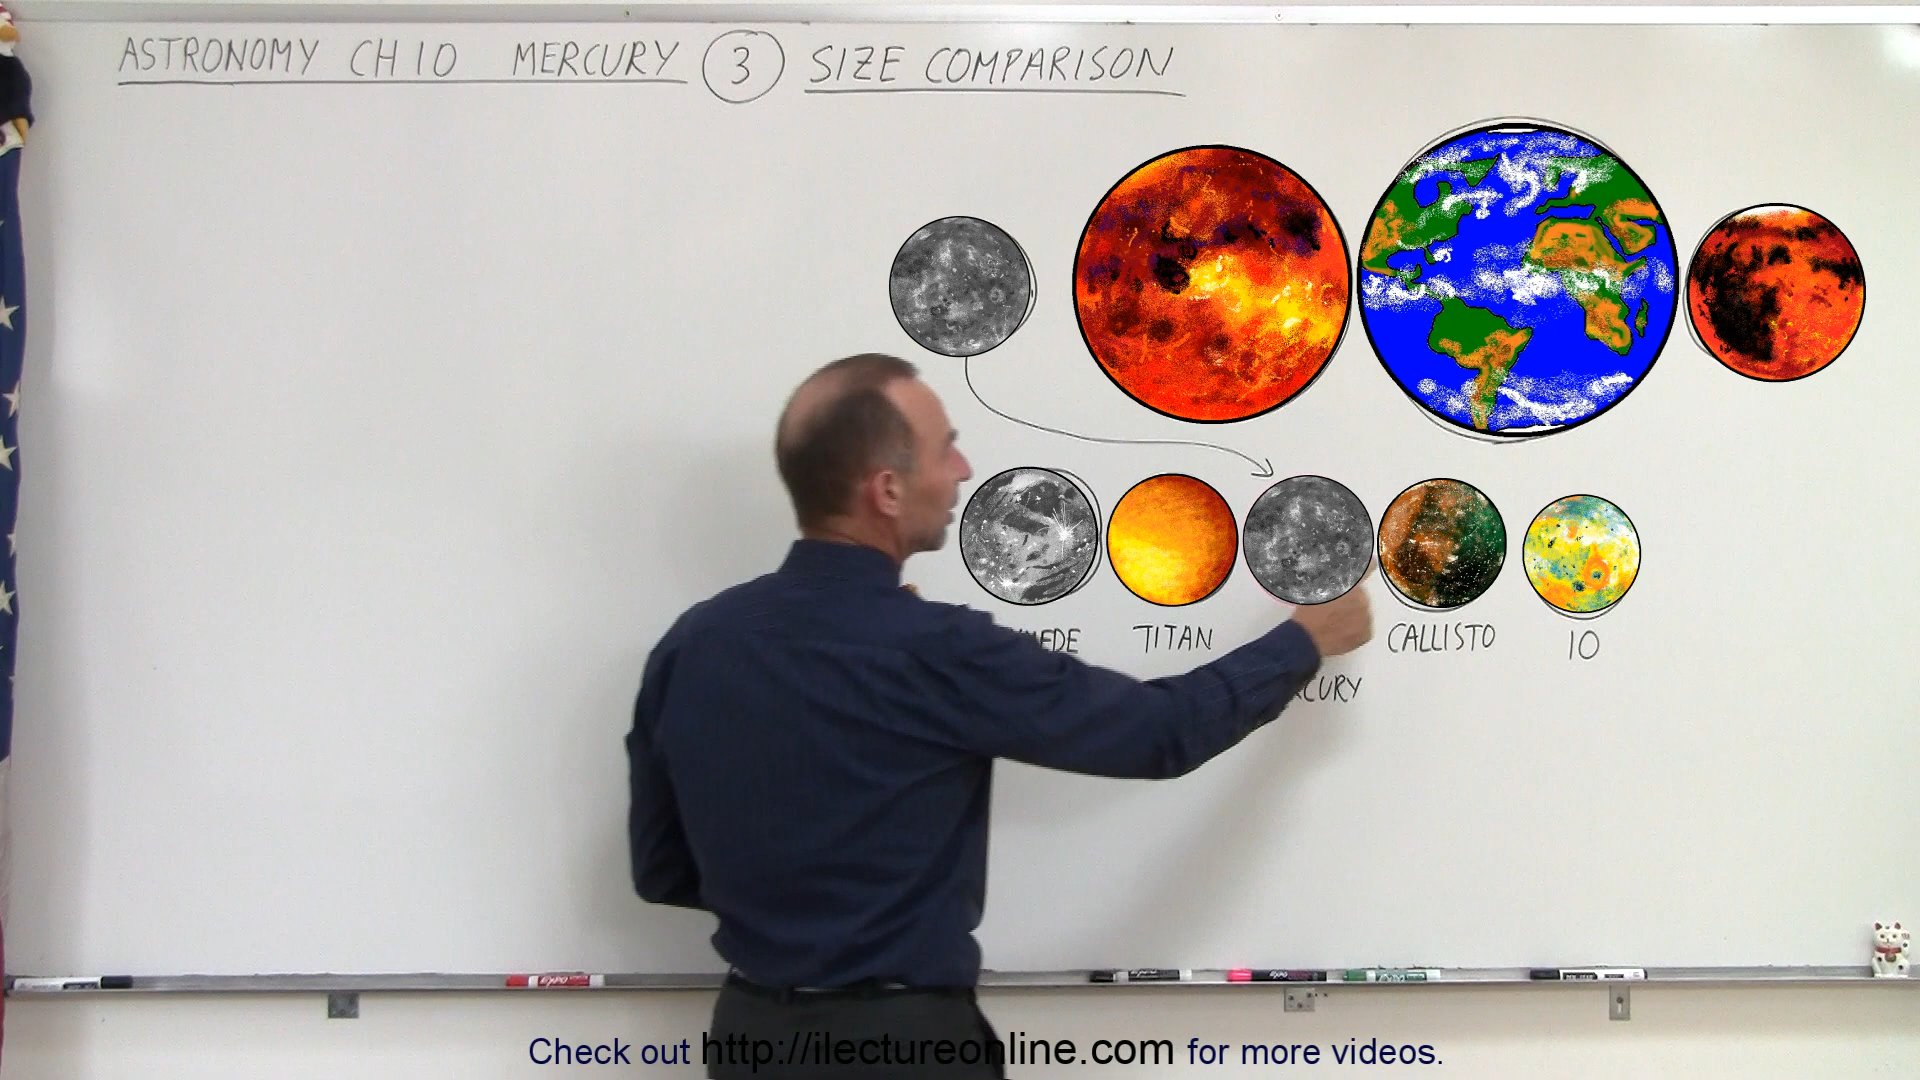 ASTRONOMY CH 10 MERCURY 3 SIZE COMPARISON
TITAN CALLISTO IO
Check out http://ilectureonline.com for more videos.